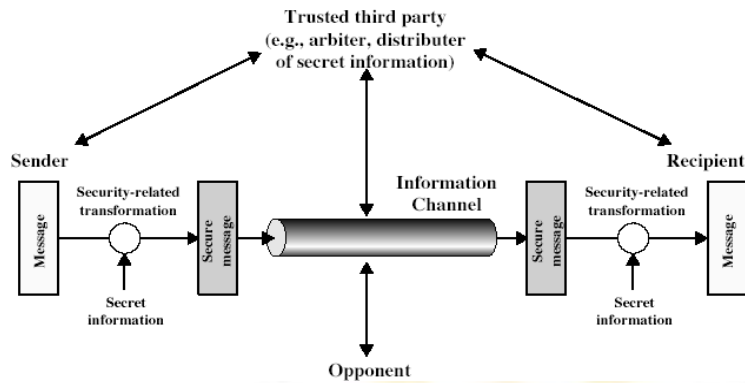 Trusted third party
(e.g., arbiter, distributer
of secret information)
Sender
Recipient
Message
Security-related
transformation
Secret
information
Secure
message
Information
Channel
Secure
message
Security-related
transformation
Secret
information
Message
Opponent